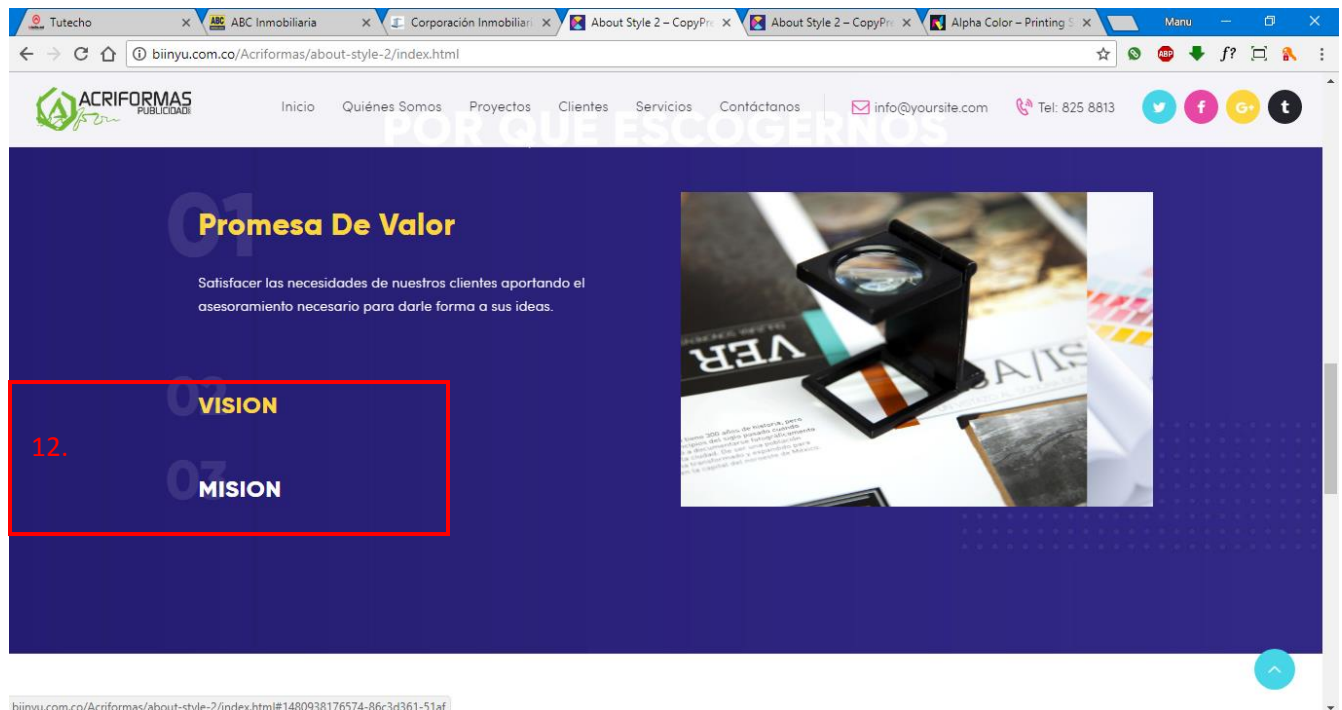 Tutecho
ABC Inmobiliaria
Corporación Inmobiliari
About Style 2 – CopyPr
About Style 2 – CopyPr
Alpha Color – Printing S
Manu
biinyu.com.co/Acriformas/about-style-2/index.html
ABP
f?
ACRIFORMAS
PUBLICIDAD
Inicio
Quiénes Somos
Proyectos
Clientes
Servicios
Contáctanos
info@yoursite.com
Tel: 825 8813
POR QUE ESCOGERNOS
01
Promesa De Valor
Satisfacer las necesidades de nuestros clientes aportando el
asesoramiento necesario para darle forma a sus ideas.
02
VISION
12.
03
MISION
VER
biinyu.com.co/Acriformas/about-style-2/index.html#1480938176574-86c3d361-51af